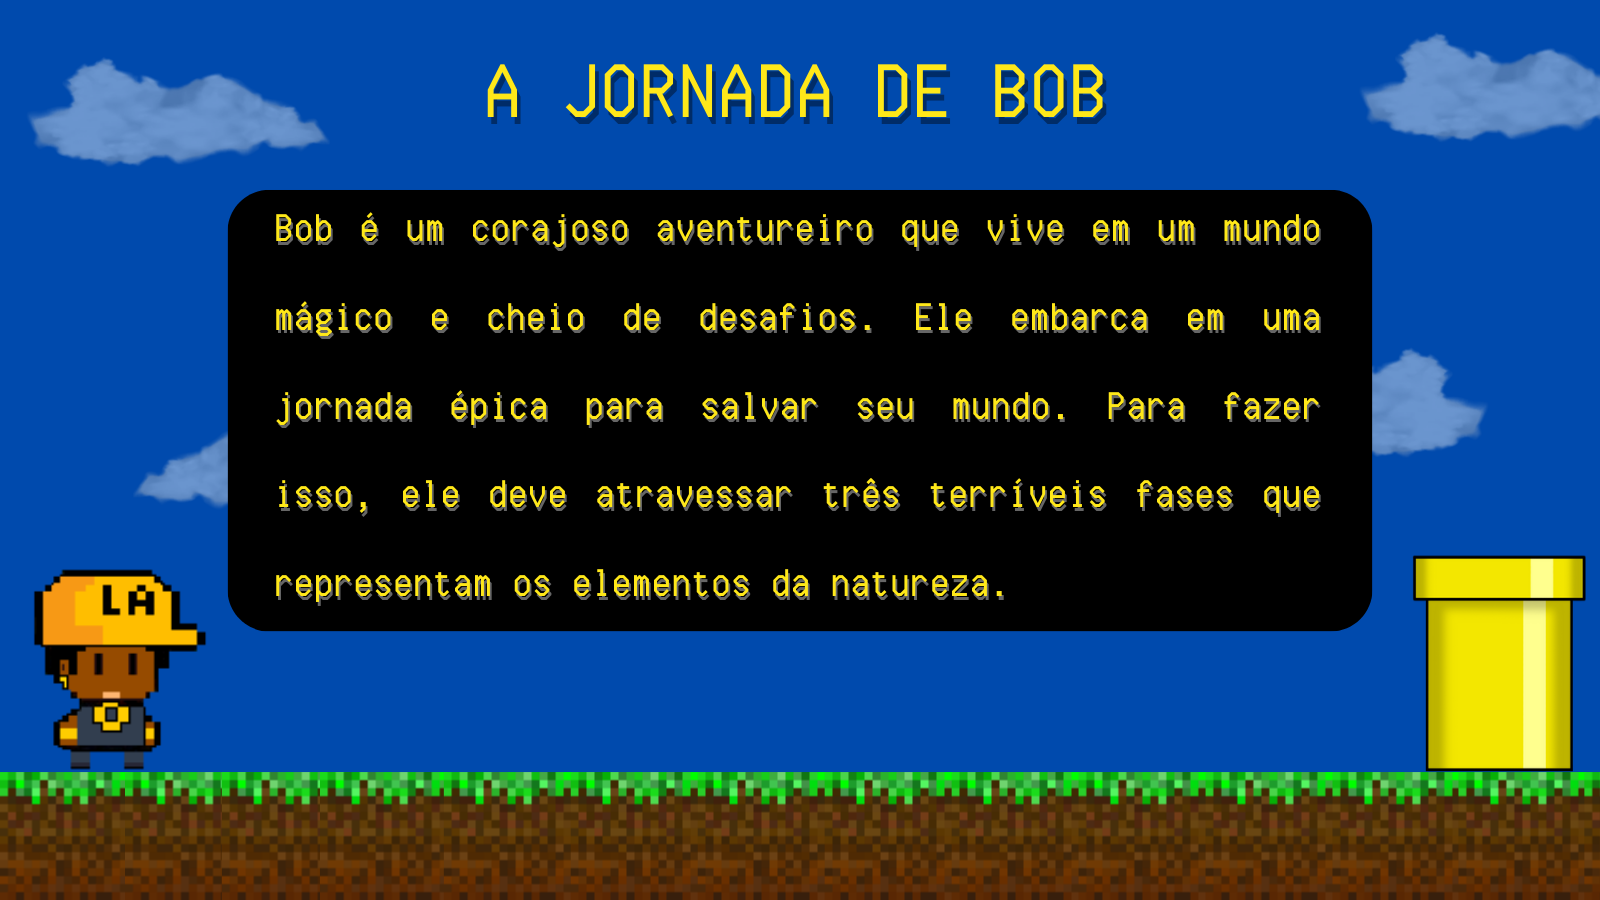 A JORNADA DE BOB
Bob é um corajoso aventureiro que vive em um mundo
mágico e cheio de desafios. Ele embarca em uma
jornada épica para salvar seu mundo. Para fazer
isso, ele deve atravessar três terríveis fases que
representam os elementos da natureza.
LA